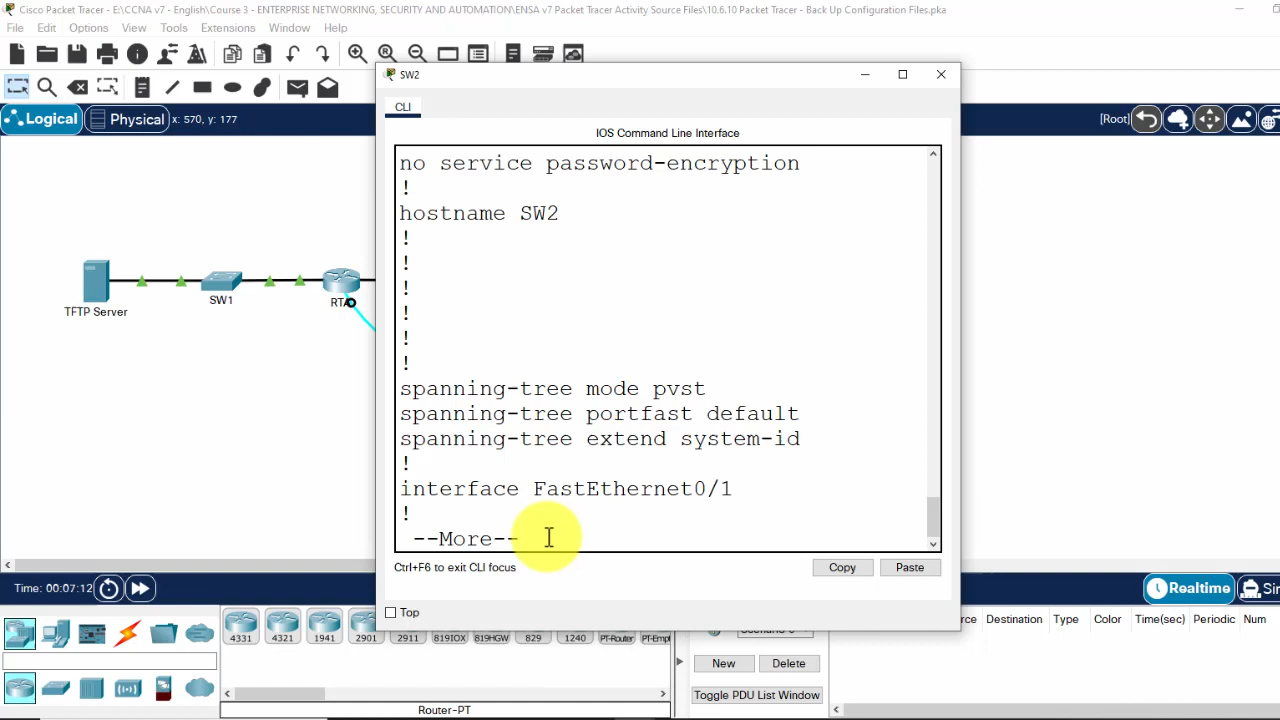 Cisco Packet Tracer - E:\CCNA v7 - English\Course 3 - ENTERPRISE NETWORKING, SECURITY AND AUTOMATION\ENSA v7 Packet Tracer Activity Source Files\10.6.10 Packet Tracer - Back Up Configuration Files.pka
File Edit Options View Tools Extensions Window Help
SW2
Logical Physical x: 570, y: 177
[Root]
CLI
IOS Command Line Interface
no service password-encryption
!
hostname SW2
!
!
!
!
!
!
spanning-tree mode pvst
spanning-tree portfast default
spanning-tree extend system-id
!
interface FastEthernet0/1
!
--More--
TFTP Server
SW1
RTA
Ctrl+F6 to exit CLI focus
Copy Paste
Top
Time: 00:07:12
Realtime
4331 4321 1941 2901 2911 819IOX 819HGW 829 1240 PT-Router PT-Empt
Destination Type Color Time(sec) Periodic Num
New Delete
Toggle PDU List Window
Router-PT